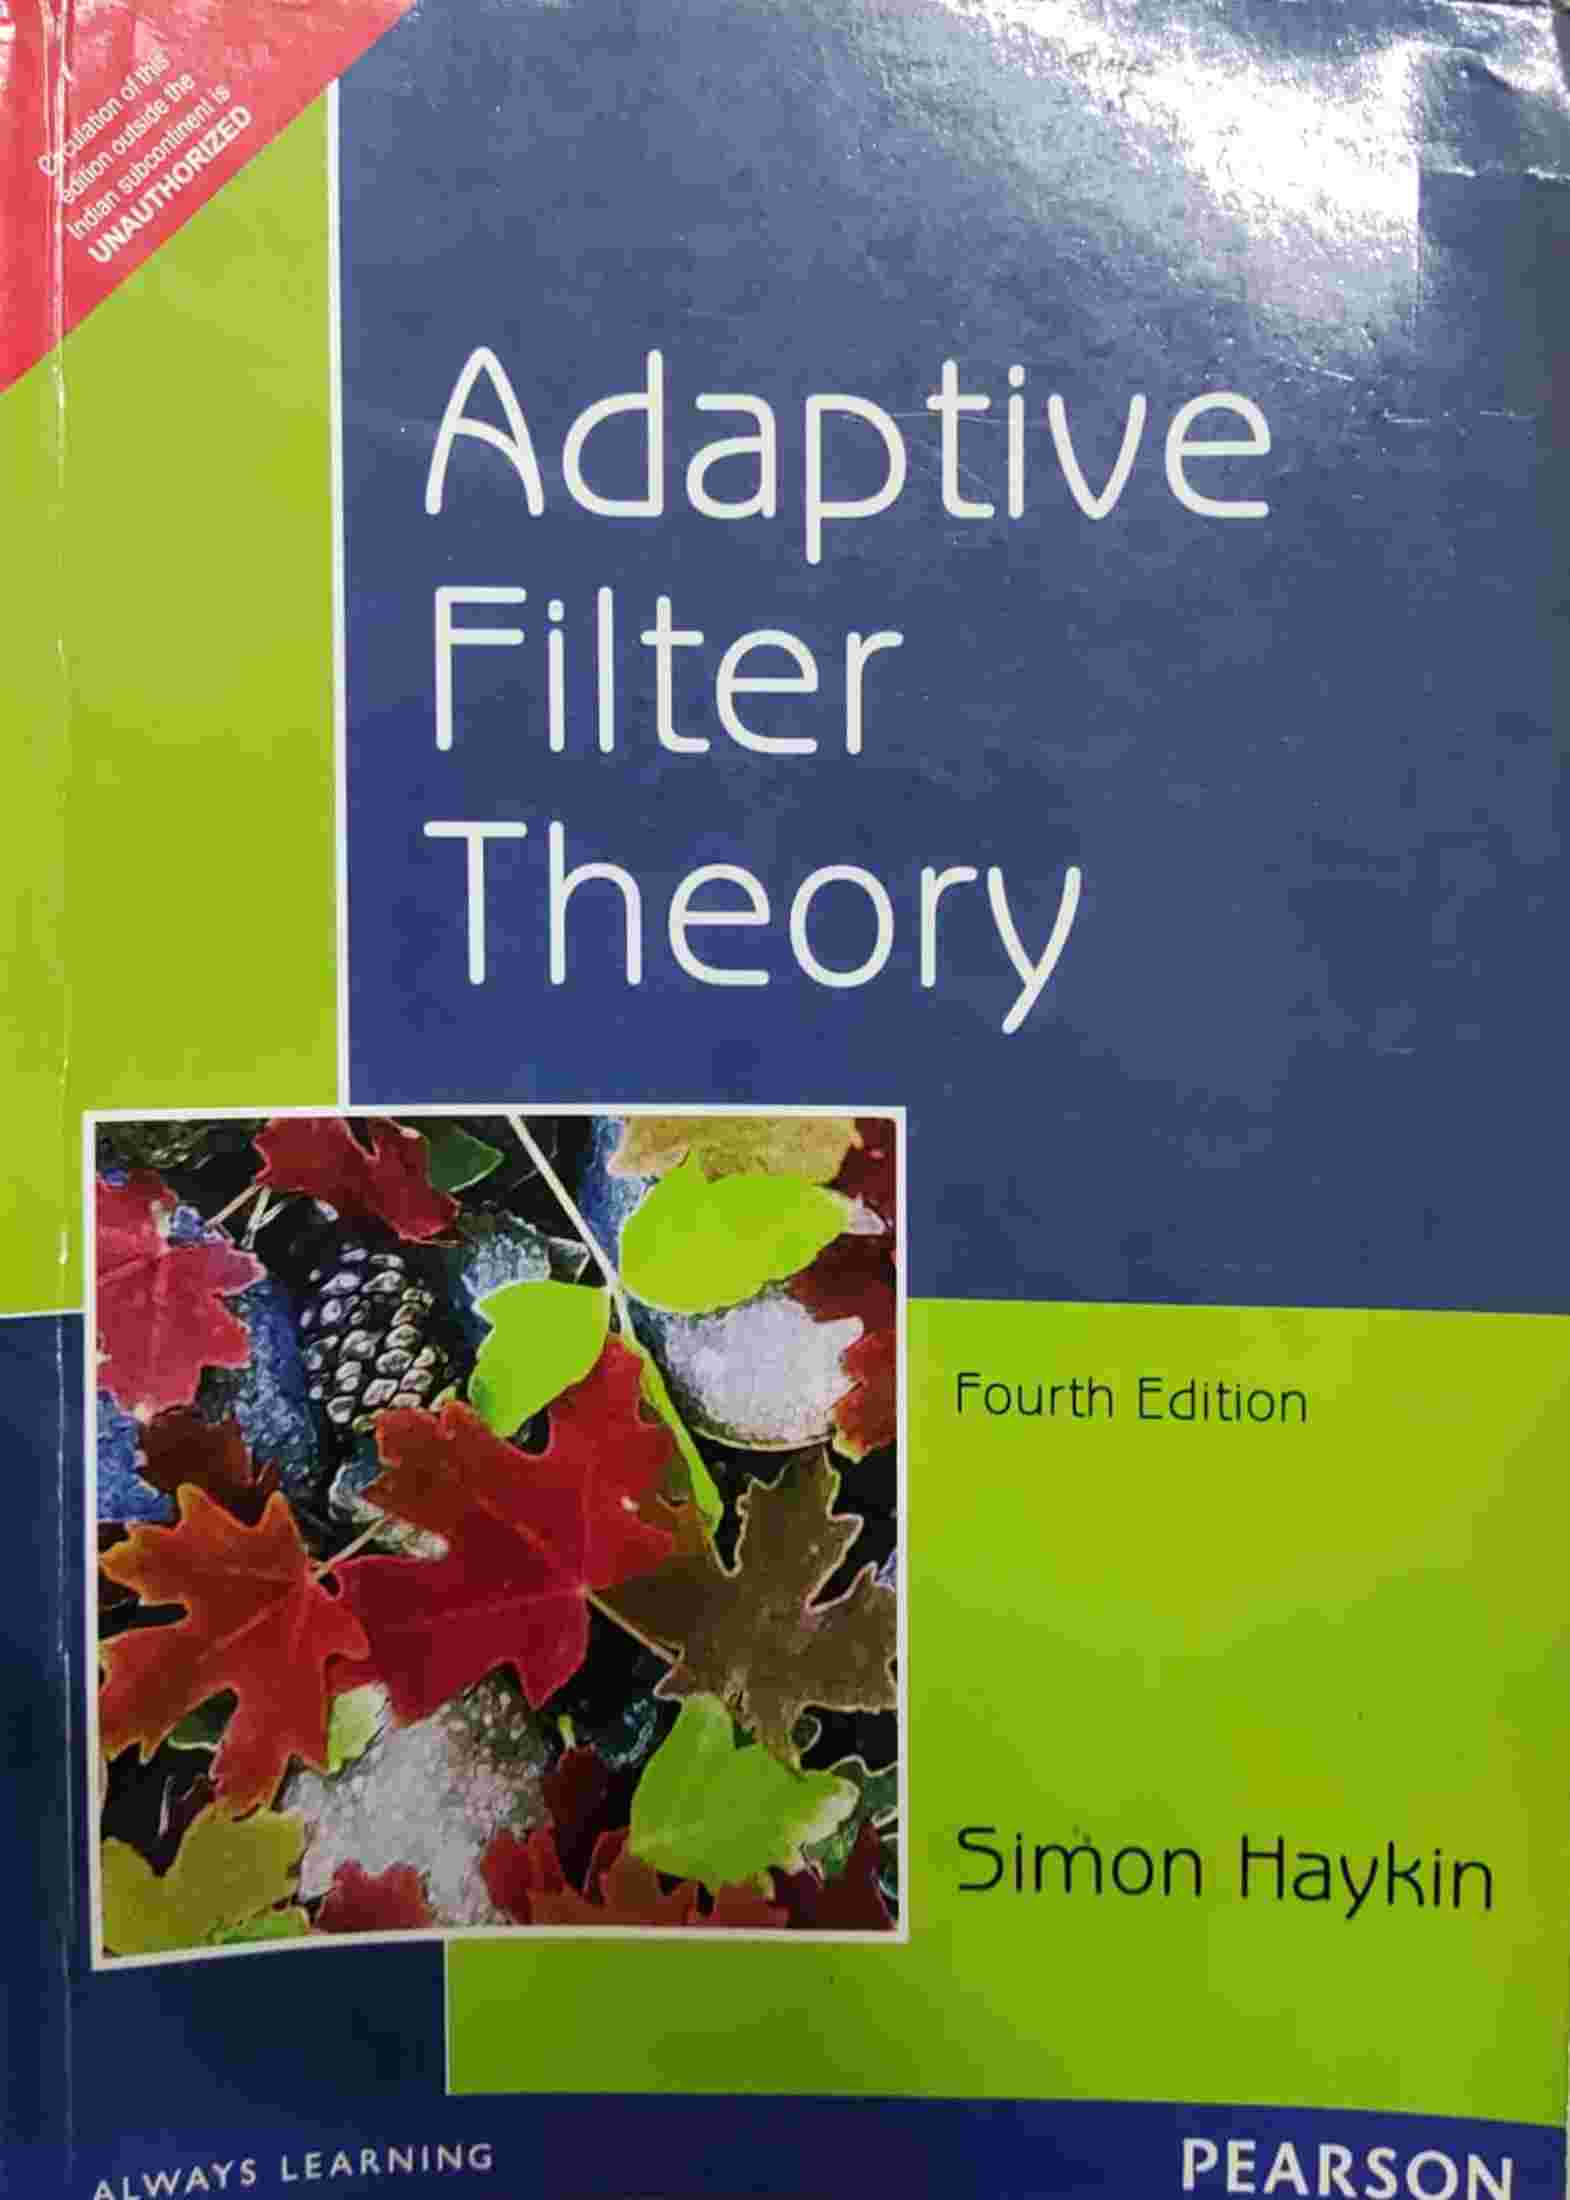 Circulation of this
edition outside the
Indian subcontinent is
UNAUTHORIZED
Adaptive
Filter
Theory
Fourth Edition
Simon Haykin
ALWAYS LEARNING
PEARSON